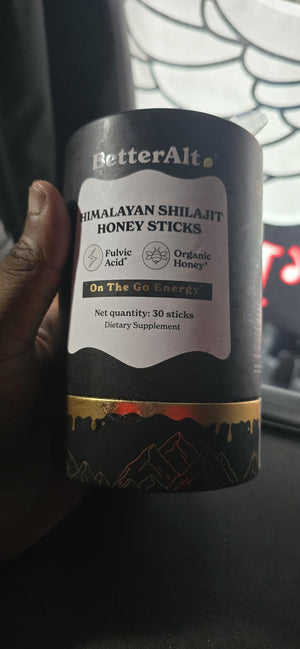 BetterAlt
HIMALAYAN SHILAJIT
HONEY STICKS
Fulvic
Acid*
Organic
Honey*
On The Go Energy*
Net quantity: 30 sticks
Dietary Supplement